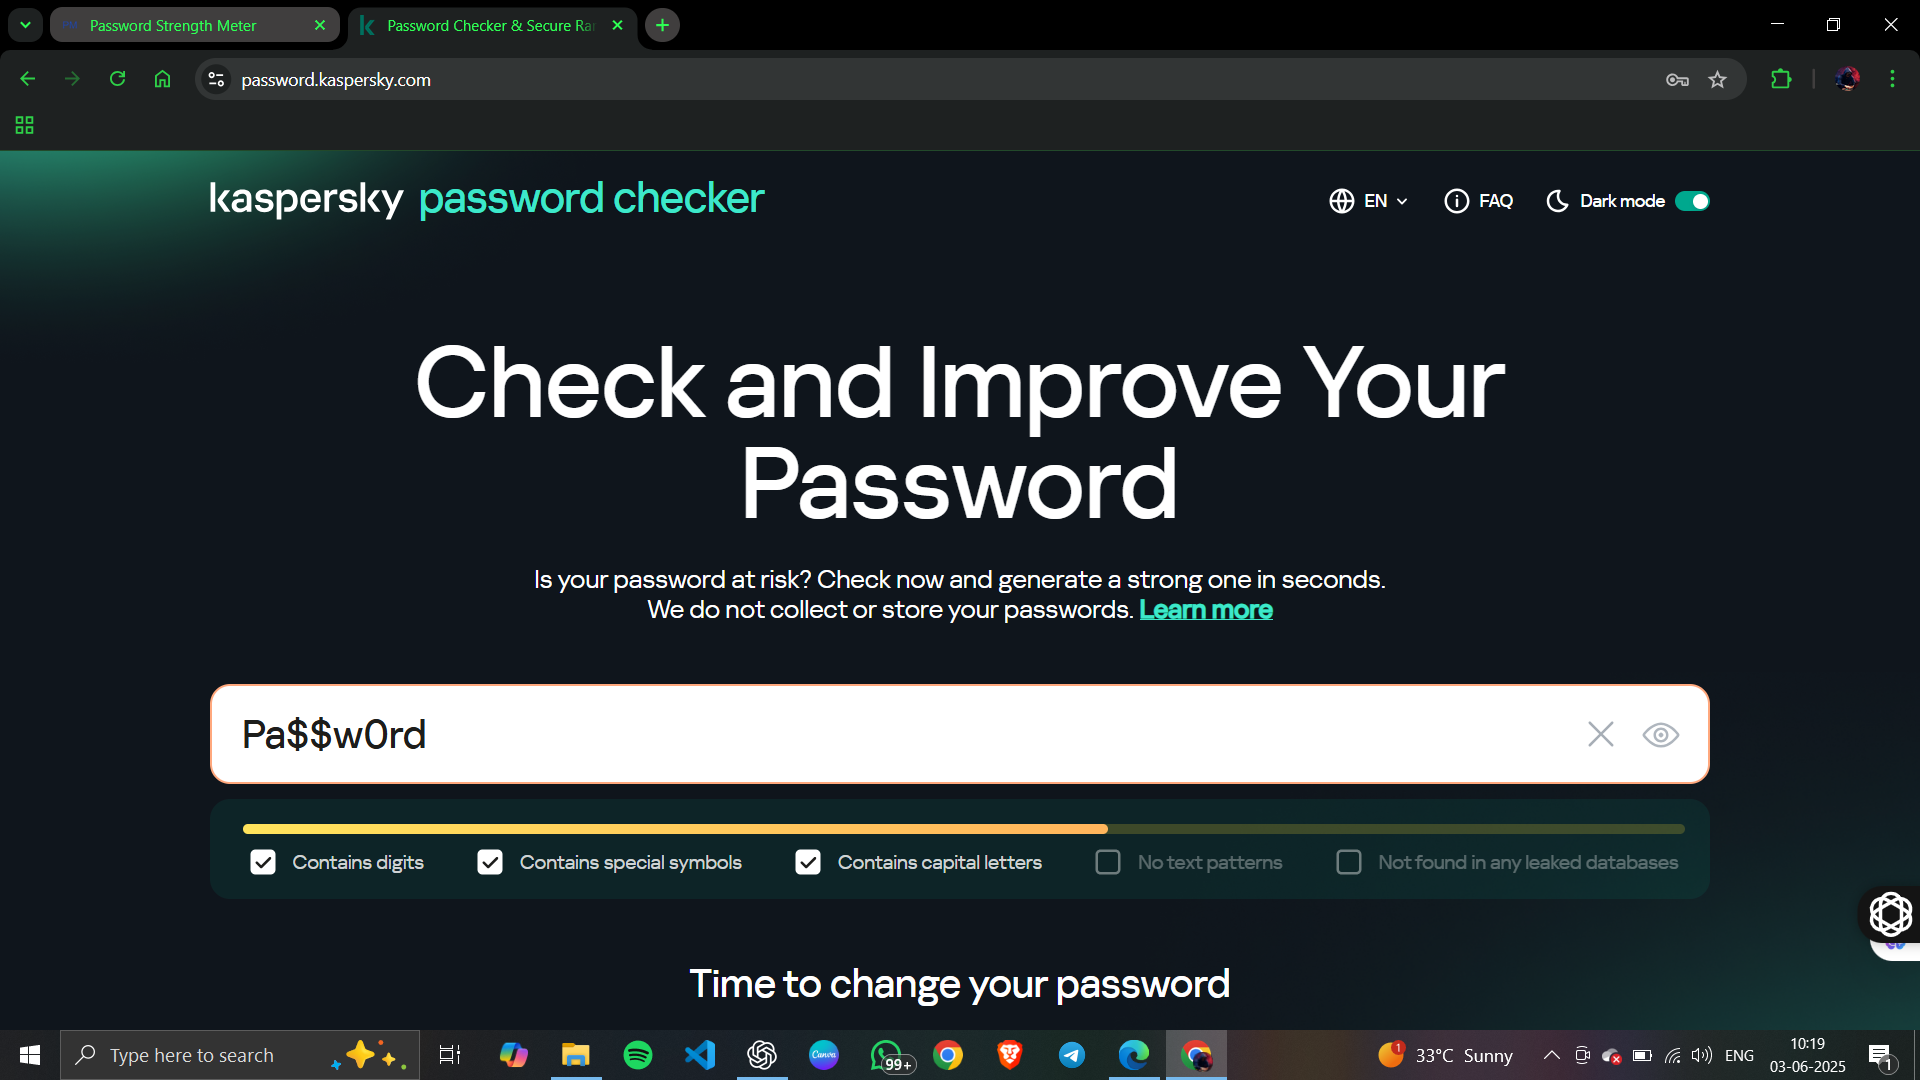 Password Strength Meter
Password Checker & Secure Ra
password.kaspersky.com
kaspersky password checker
EN
FAQ
Dark mode
Check and Improve Your
Password
Is your password at risk? Check now and generate a strong one in seconds.
We do not collect or store your passwords. Learn more
Pa$$w0rd
Contains digits
Contains special symbols
Contains capital letters
No text patterns
Not found in any leaked databases
Time to change your password
Type here to search
Canva
99+
1
33°C Sunny
ENG
10:19
03-06-2025
1